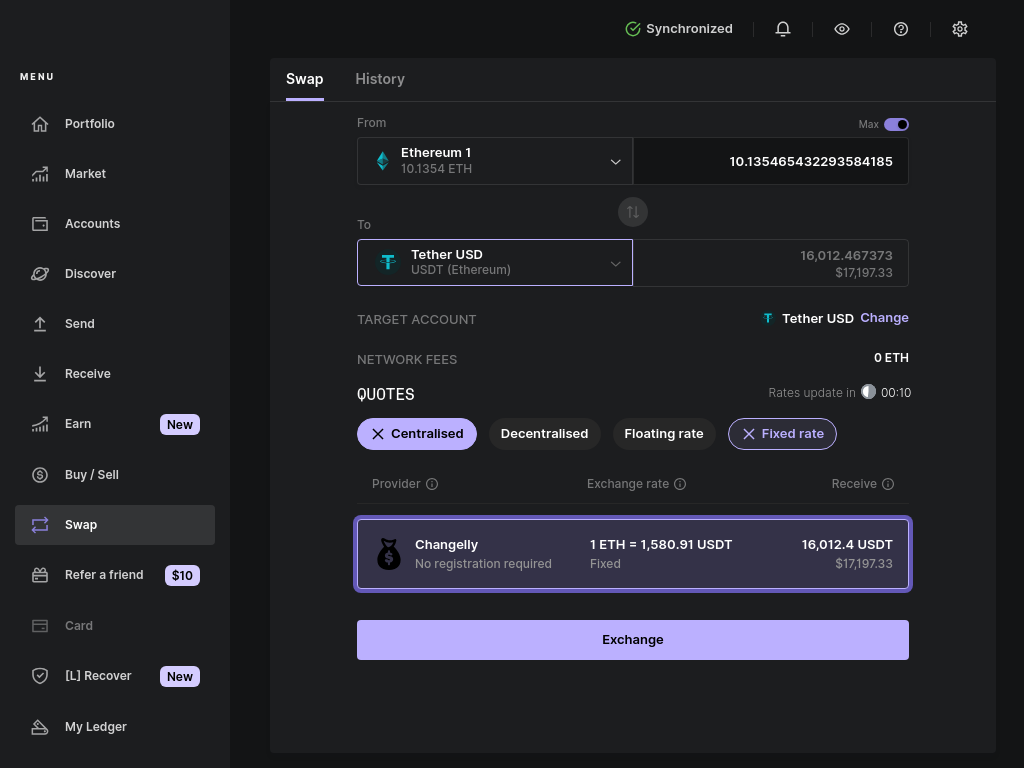 Synchronized
MENU
Portfolio
Market
Accounts
Discover
Send
Receive
Earn New
Buy / Sell
Swap
Refer a friend $10
Card
[L] Recover New
My Ledger
Swap History
From Max
Ethereum 1
10.1354 ETH
10.135465432293584185
To
Tether USD
USDT (Ethereum)
16,012.467373
$17,197.33
TARGET ACCOUNT Tether USD Change
NETWORK FEES 0 ETH
QUOTES Rates update in 00:10
Centralised Decentralised Floating rate Fixed rate
Provider Exchange rate Receive
Changelly 1 ETH = 1,580.91 USDT 16,012.4 USDT
No registration required Fixed $17,197.33
Exchange